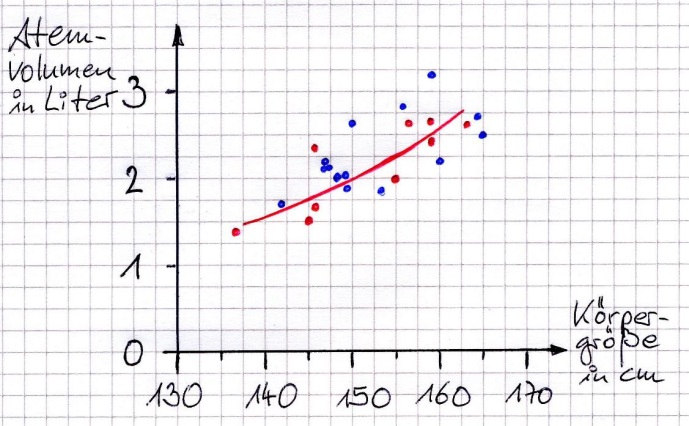 Atem-
volumen
in Liter
3
2
1
0
130 140 150 160 170
Körper-
größe
in cm